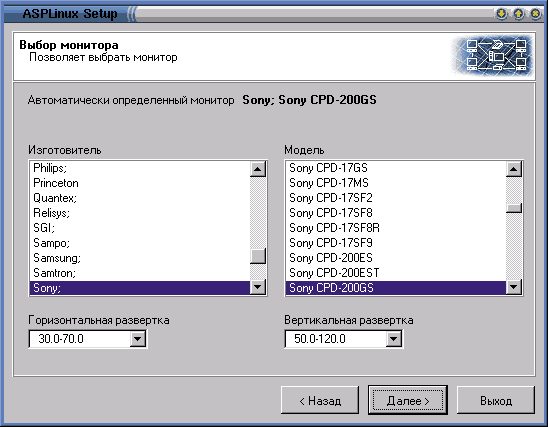 ASPLinux Setup
Выбор монитора
Позволяет выбрать монитор
Автоматически определенный монитор Sony; Sony CPD-200GS
Изготовитель
Philips;
Princeton
Quantex;
Relisys;
SGI;
Sampo;
Samsung;
Samtron;
Sony;
Модель
Sony CPD-17GS
Sony CPD-17MS
Sony CPD-17SF2
Sony CPD-17SF8
Sony CPD-17SF8R
Sony CPD-17SF9
Sony CPD-200ES
Sony CPD-200EST
Sony CPD-200GS
Горизонтальная развертка
30.0-70.0
Вертикальная развертка
50.0-120.0
< Назад
Далее >
Выход